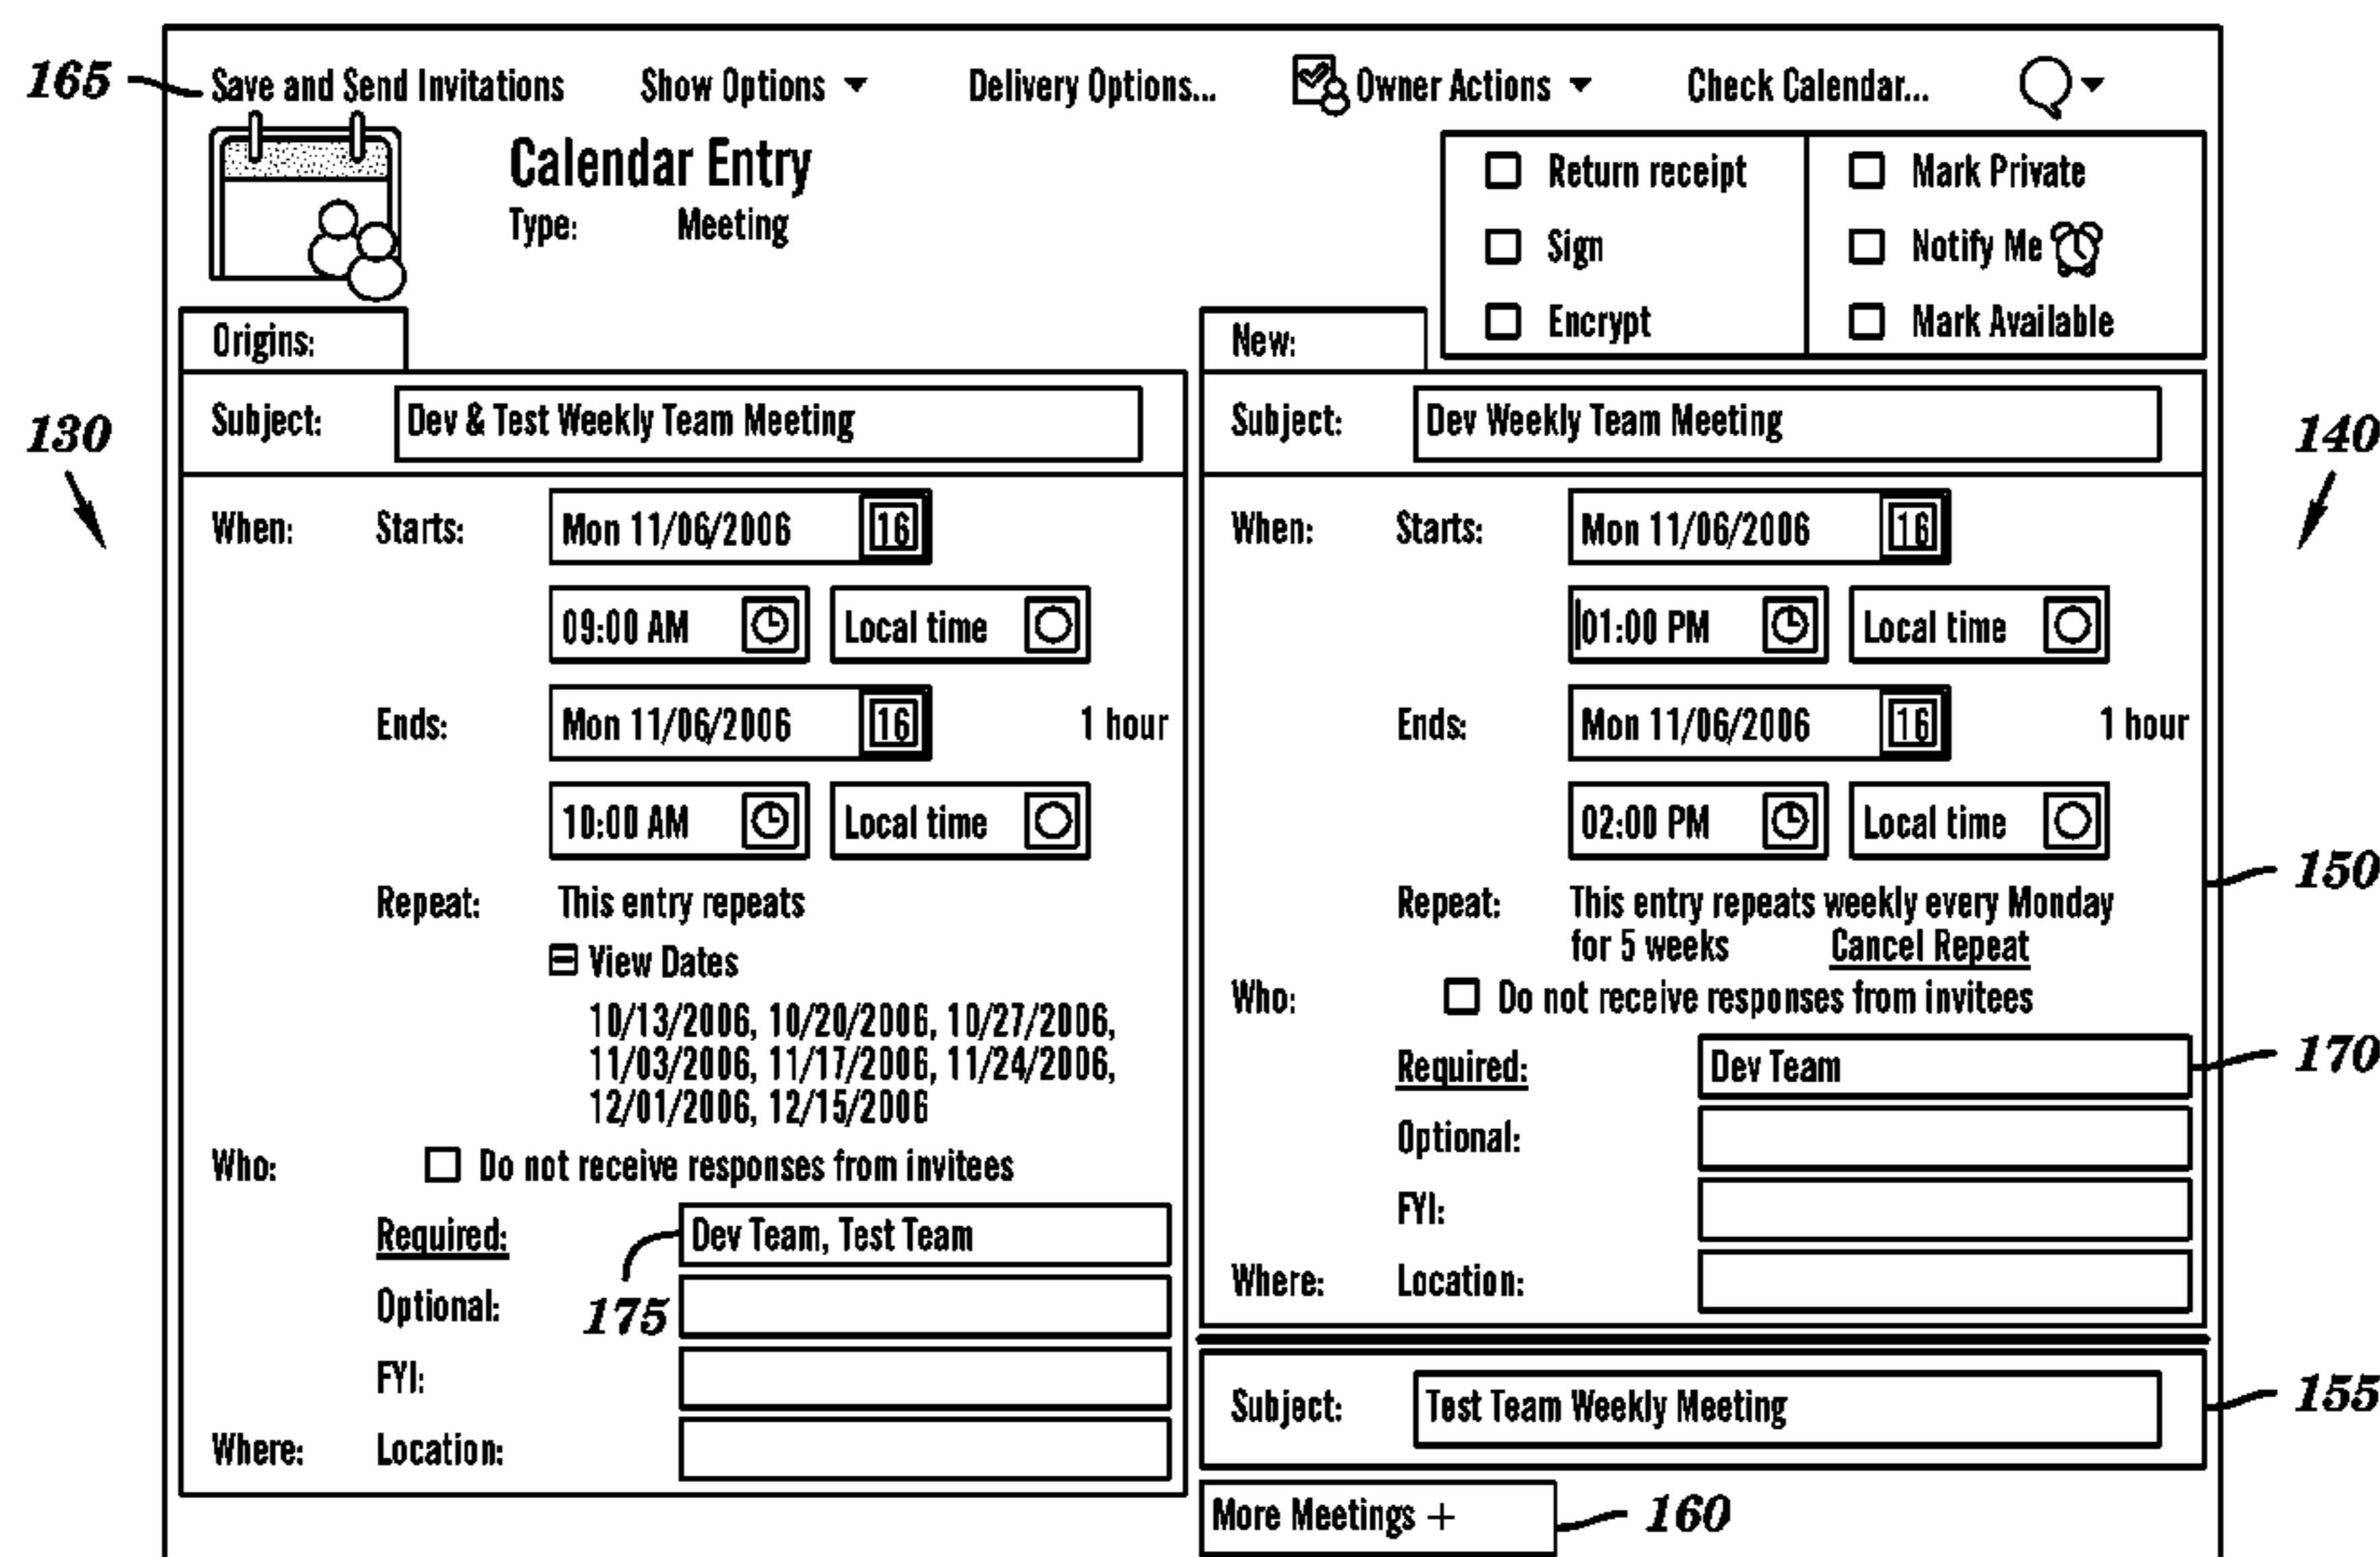 165 Save and Send Invitations Show Options Delivery Options... Owner Actions Check Calendar...
Calendar Entry
Type: Meeting
Return receipt Mark Private
Sign Notify Me
Encrypt Mark Available
Origins:
130
Subject: Dev & Test Weekly Team Meeting
When: Starts: Mon 11/06/2006 16
09:00 AM Local time
Ends: Mon 11/06/2006 16 1 hour
10:00 AM Local time
Repeat: This entry repeats
View Dates
10/13/2006, 10/20/2006, 10/27/2006,
11/03/2006, 11/17/2006, 11/24/2006,
12/01/2006, 12/15/2006
Who: Do not receive responses from invitees
Required: Dev Team, Test Team
175
Optional:
FYI:
Where: Location:
New:
140
Subject: Dev Weekly Team Meeting
When: Starts: Mon 11/06/2006 16
01:00 PM Local time
Ends: Mon 11/06/2006 16 1 hour
02:00 PM Local time
150
Repeat: This entry repeats weekly every Monday
for 5 weeks Cancel Repeat
Who: Do not receive responses from invitees
Required: Dev Team 170
Optional:
FYI:
Where: Location:
Subject: Test Team Weekly Meeting 155
More Meetings + 160